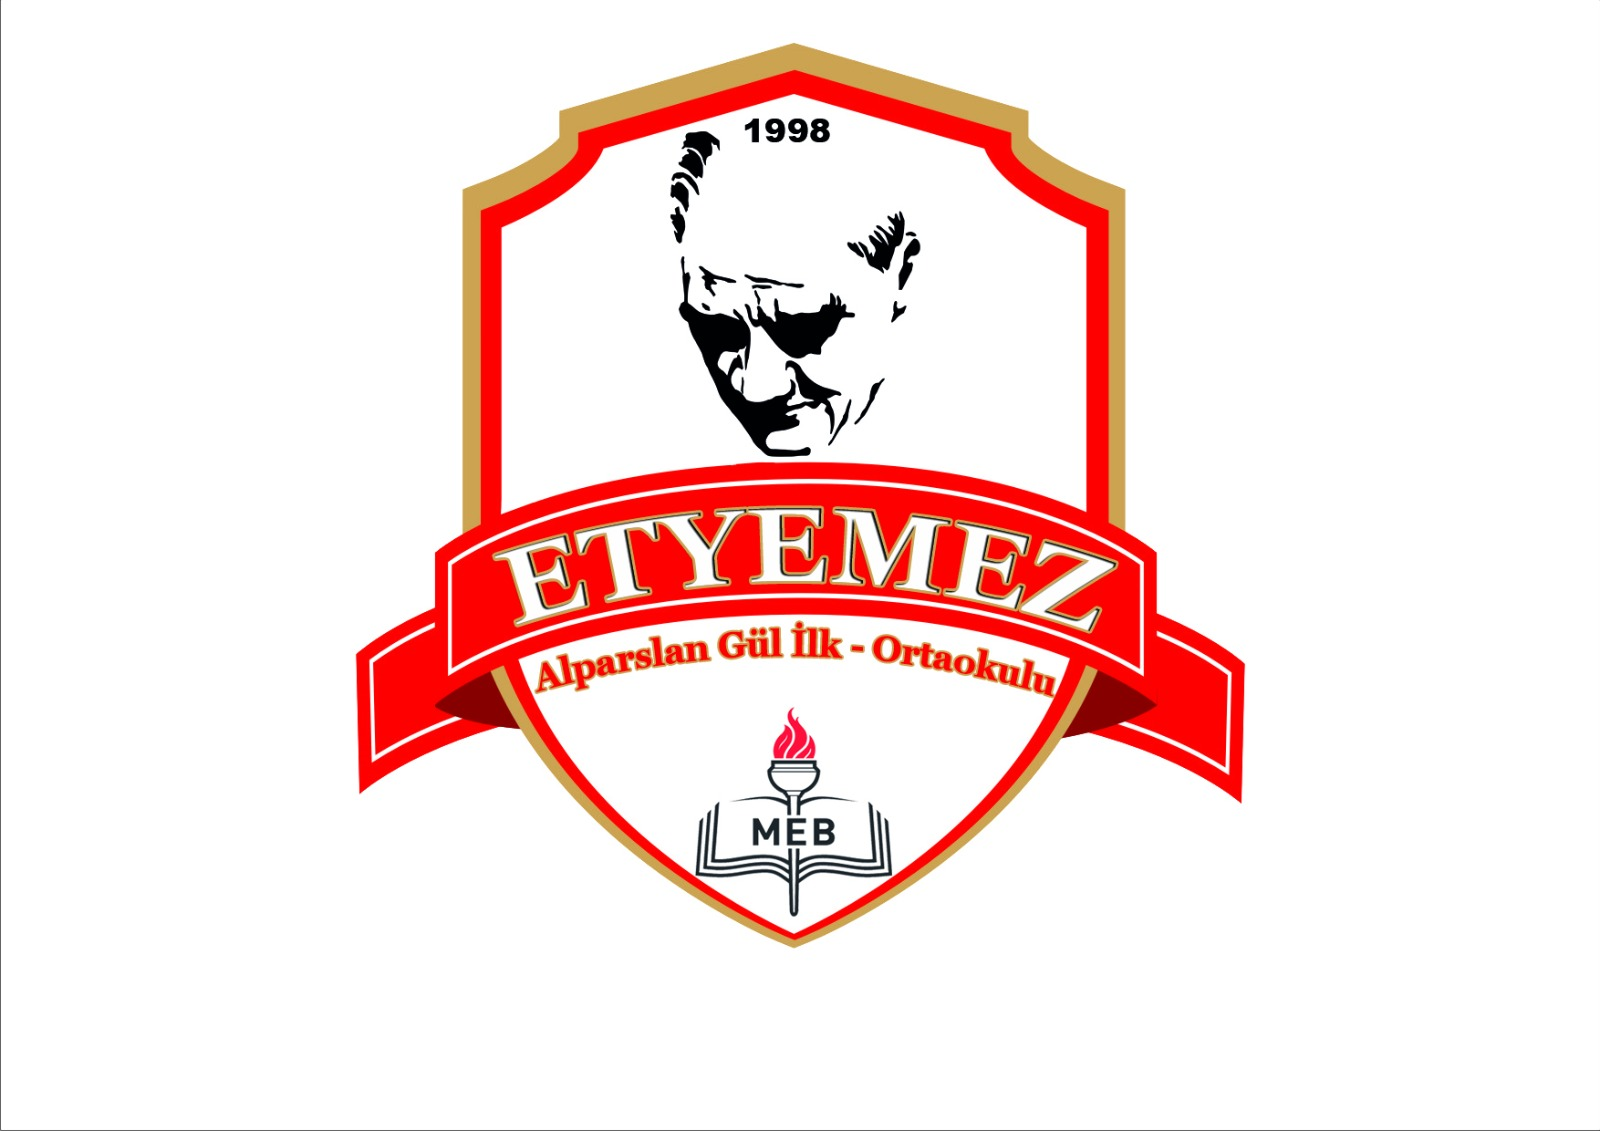 1998
ETYEMEZ
Alparslan Gül İlk - Ortaokulu
MEB